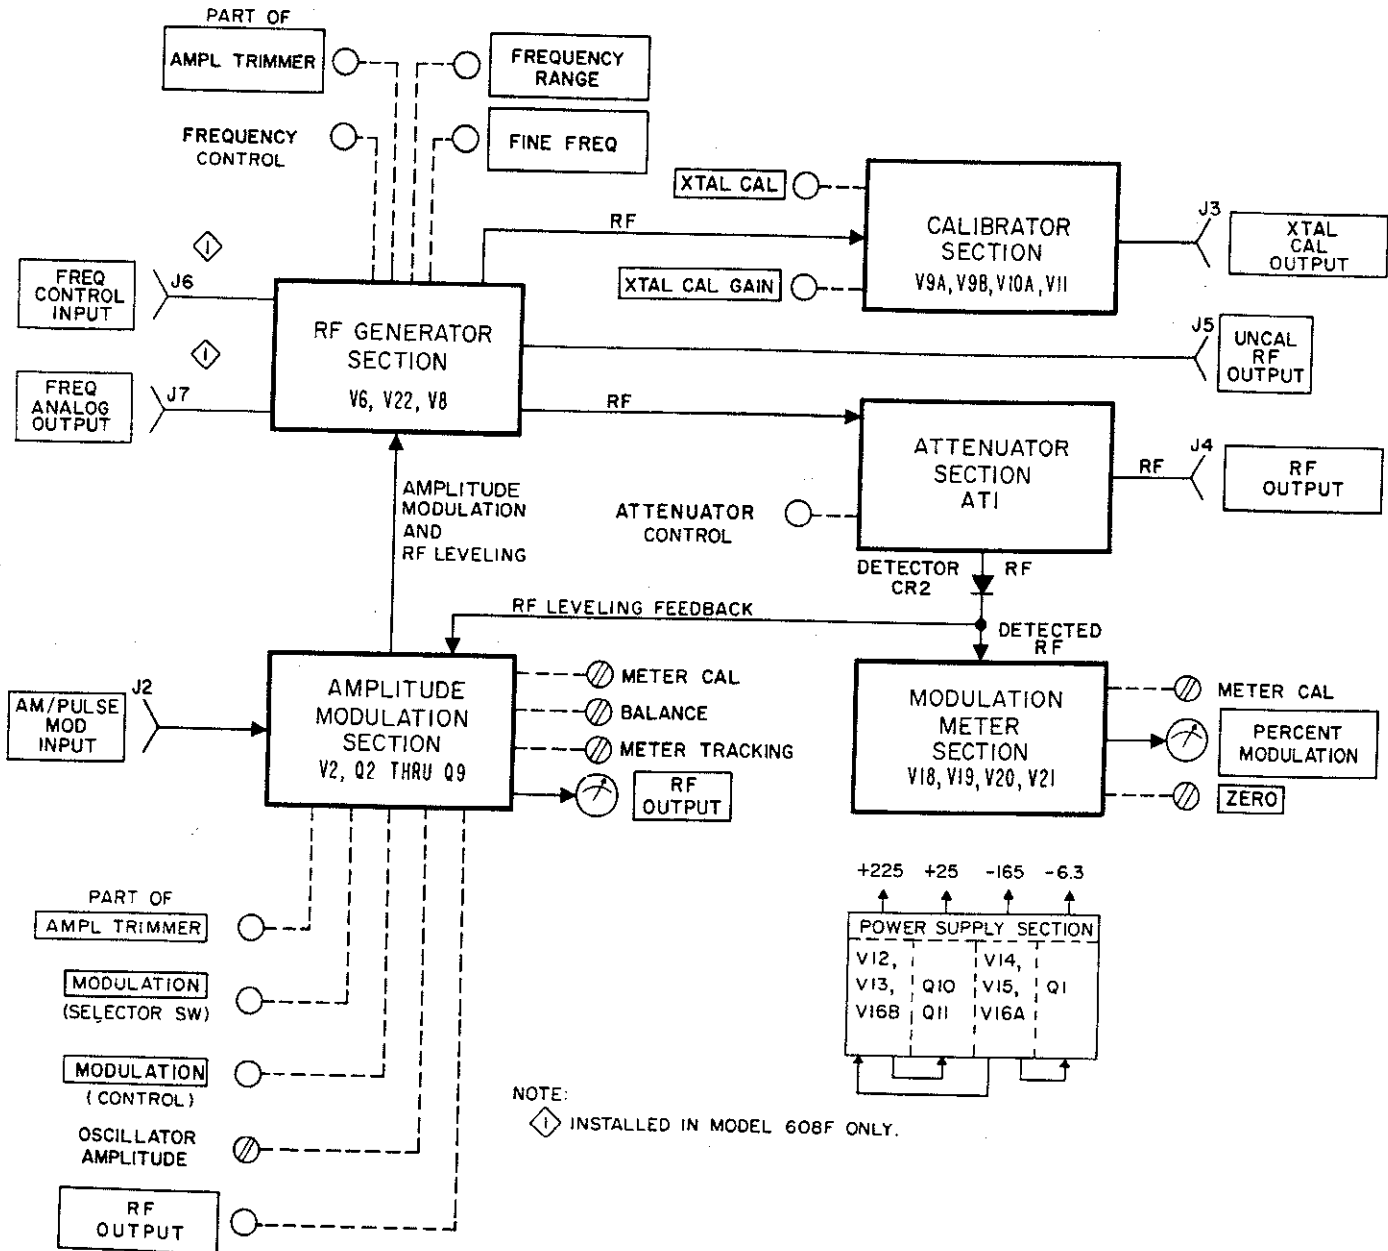 PART OF
AMPL TRIMMER
FREQUENCY
RANGE
FREQUENCY
CONTROL
FINE FREQ
XTAL CAL
XTAL CAL GAIN
RF
CALIBRATOR
SECTION
V9A, V9B, V10A, V11
J3
XTAL
CAL
OUTPUT
1
FREQ
CONTROL
INPUT
J6
1
FREQ
ANALOG
OUTPUT
J7
RF GENERATOR
SECTION
V6, V22, V8
J5
UNCAL
RF
OUTPUT
RF
ATTENUATOR
SECTION
AT1
RF
J4
RF
OUTPUT
AMPLITUDE
MODULATION
AND
RF LEVELING
ATTENUATOR
CONTROL
DETECTOR
CR2
RF
RF LEVELING FEEDBACK
DETECTED
RF
AM/PULSE
MOD
INPUT
J2
AMPLITUDE
MODULATION
SECTION
V2, Q2 THRU Q9
METER CAL
BALANCE
METER TRACKING
RF
OUTPUT
MODULATION
METER
SECTION
V18, V19, V20, V21
METER CAL
PERCENT
MODULATION
ZERO
PART OF
AMPL TRIMMER
MODULATION
(SELECTOR SW)
MODULATION
(CONTROL)
OSCILLATOR
AMPLITUDE
RF
OUTPUT
+225 +25 -165 -6.3
POWER SUPPLY SECTION
V12, V14,
V13, Q10 V15, Q1
V16B Q11 V16A
NOTE:
1 INSTALLED IN MODEL 608F ONLY.